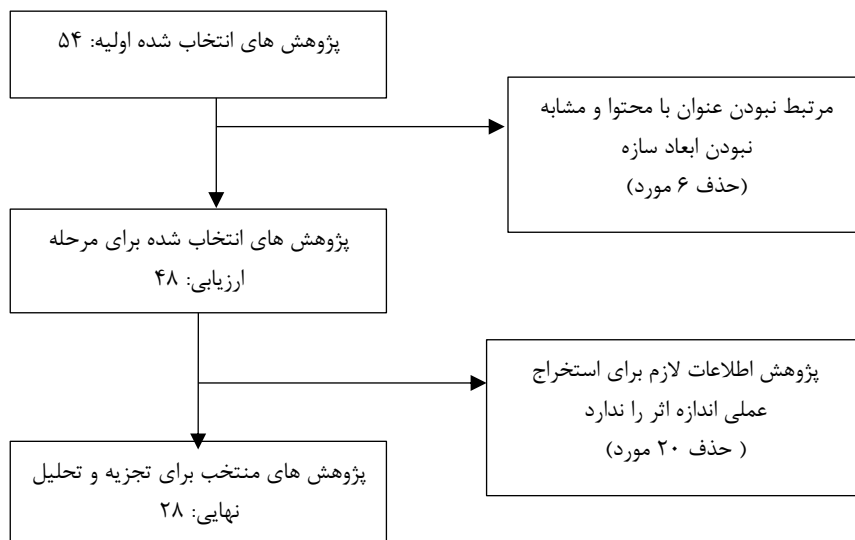 پژوهش های انتخاب شده اولیه: ۵۴
مرتبط نبودن عنوان با محتوا و مشابه
نبودن ابعاد سازه
(حذف ۶ مورد)
پژوهش های انتخاب شده برای مرحله
ارزیابی: ۴۸
پژوهش اطلاعات لازم برای استخراج
عملی اندازه اثر را ندارد
( حذف ۲۰ مورد)
پژوهش های منتخب برای تجزیه و تحلیل
نهایی: ۲۸